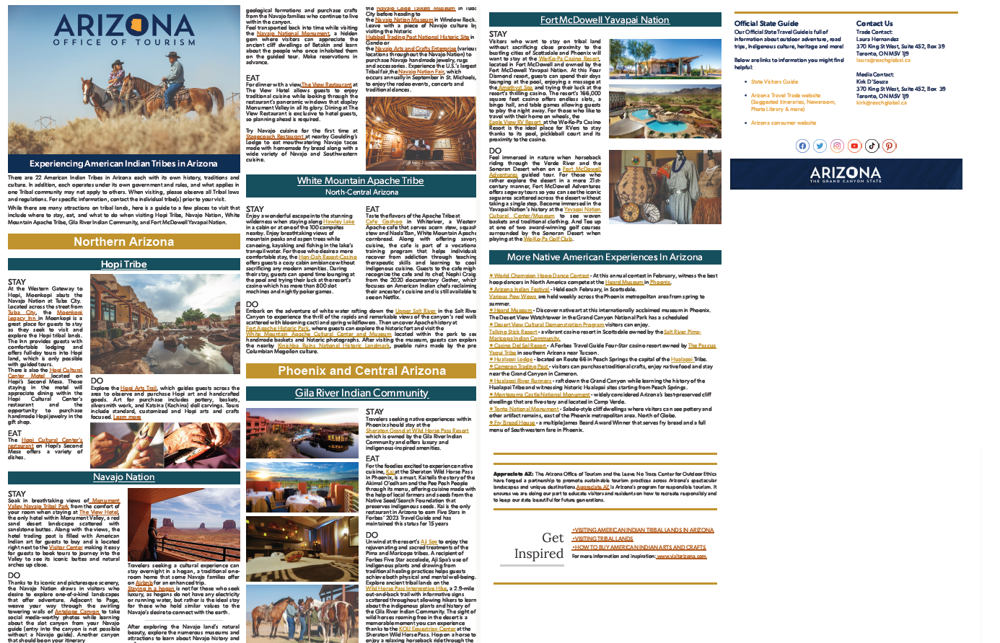 ARIZONA
OFFICE OF TOURISM
Experiencing American Indian Tribes in Arizona
There are 22 American Indian Tribes in Arizona each with its own history, traditions and
culture. In addition, each operates under its own government and rules, and what applies in
one Tribal community may not apply to others. When visiting, please observe all Tribal laws
and regulations. For specific information, contact the individual tribe(s) prior to your visit.
While there are many attractions on tribal lands, here is a guide to a few places to visit that
include where to stay, eat, and what to do when visiting Hopi Tribe, Navajo Nation, White
Mountain Apache Tribe, Gila River Indian Community, and Fort McDowell Yavapai Nation.
Northern Arizona
Hopi Tribe
STAY
At the Western Gateway to
Hopi, Moenkopi abuts the
Navajo Nation at Tuba City.
Located across the street from
Tuba City, the Moenkopi
Legacy Inn in Moenkopi is a
great place for guests to stay
as they seek to visit and
explore the Hopi tribal lands.
The Inn provides guests with
comfortable lodging and
offers full-day tours into Hopi
land, which is only possible
with guided tours.
There is also the Hopi Cultural
Center Motel located on
Hopi's Second Mesa. Those
staying in the motel will
appreciate dining within the
Hopi Cultural Center's
restaurant and the
opportunity to purchase
handmade Hopi jewelry in the
gift shop.
EAT
The Hopi Cultural Center's
restaurant on Hopi's Second
Mesa offers a variety of
dishes.
DO
Explore the Hopi Arts Trail, which guides guests across the
area to observe and purchase Hopi art and handcrafted
goods. Art for purchase includes pottery, baskets,
silversmith work, and Katsina (Kachina) doll carvings. Tours
include standard, customized and Hopi arts and crafts
focused. Learn more
Navajo Nation
STAY
Soak in breathtaking views of Monument
Valley Navajo Tribal Park from the comfort of
your room when staying at The View Hotel,
the only hotel within Monument Valley, a red
sand desert landscape scattered with
sandstone buttes. Along with the views, the
hotel trading post is filled with American
Indian art for guests to buy and is located
right next to the Visitor Center making it easy
for guests to book tours to journey into the
Valley to see its iconic buttes and natural
arches up close.
DO
Thanks to its iconic and picturesque scenery,
the Navajo Nation draws in visitors who
desire to explore one-of-a-kind landscapes
that offer adventure. Adjacent to Page,
weave your way through the swirling
towering walls of Antelope Canyon to take
social media-worthy photos while learning
about the slot canyon from your Navajo
guide (entry into the canyon is not possible
without a Navajo guide). Another canyon
that should be on your itinerary
Travelers seeking a cultural experience can
stay overnight in a hogan, a traditional one-
room home that some Navajo families offer
on Airbnb for an enhanced trip.
Staying in a hogan is not for those who seek
luxury, as hogans do not have any electricity
or running water, but rather is the ideal stay
for those who hold similar values to the
Navajo's desire to connect with the earth.
After exploring the Navajo land's natural
beauty, explore the numerous museums and
attractions to learn about Navajo history and
geological formations and purchase crafts
from the Navajo families who continue to live
within the canyon.
Feel transported back into time while visiting
the Navajo National Monument, a hidden
gem where visitors can appreciate the
ancient cliff dwellings of Betakin and learn
about the people who once inhabited them
on the guided tour. Make reservations in
advance.
EAT
For dinner with a view, The View Restaurant at
The View Hotel allows guests to enjoy
traditional cuisine while looking through the
restaurant's panoramic windows that display
Monument Valley in all its glory. Dining at The
View Restaurant is exclusive to hotel guests,
so planning ahead is required.
Try Navajo cuisine for the first time at
Stagecoach Restaurant at nearby Goulding's
Lodge to eat mouthwatering Navajo tacos
made with homemade fry bread along with a
wide variety of Navajo and Southwestern
cuisine.
the Navajo Code Talkers Museum in Tuba
City before heading to
the Navajo Nation Museum in Window Rock.
Leave with a piece of Navajo culture by
visiting the historic
Hubbell Trading Post National Historic Site in
Gando or
the Navajo Arts and Crafts Enterprise (various
locations throughout the Navajo Nation) to
purchase Navajo handmade jewelry, rugs
and accessories. Experience the U.S.'s largest
Tribal fair, the Navajo Nation Fair, which
occurs annually in September in St. Michaels,
to enjoy the rodeo events, concerts and
traditional dances.
White Mountain Apache Tribe
North-Central Arizona
STAY
Enjoy a wonderful escape into the stunning
wilderness when staying along Hawley Lake
in a cabin or at one of the 100 campsites
nearby. Enjoy breathtaking views of
mountain peaks and aspen trees while
canoeing, kayaking and fishing in the lake's
tranquil water. For those who desire a more
comfortable stay, the Hon-Dah Resort-Casino
offers guests a cozy cabin ambiance without
sacrificing any modern amenities. During
their stay, guests can spend time lounging at
the pool and trying their luck at the resort's
casino which has more than 800 slot
machines and nightly poker games.
EAT
Taste the flavors of the Apache Tribe at
Cafe Gozhoo in Whiteriver, a Western
Apache cafe that serves acorn stew, squash
stew and Nada'Ban, White Mountain Apache
cornbread. Along with offering savory
cuisine, the cafe is part of a vocational
training program that helps individuals
recover from addiction through teaching
therapeutic skills and learning to cook
indigenous cuisine. Guests to the cafe might
recognize the cafe and its chef, Nephi Craig,
from the 2020 documentary Gather, which
focuses on American Indian chefs reclaiming
their ancestor's cuisine and is still available to
see on Netflix.
DO
Embark on the adventure of white water rafting down the Upper Salt River in the Salt River
Canyon to experience the thrill of the rapids and remarkable views of the canyon's red walls
scattered with blooming cacti and spring wildflowers. Then uncover Apache history at
Fort Apache Historic Park, where guests can explore the historic fort and visit the
White Mountain Apache Cultural Center and Museum located within the park to see
handmade baskets and historic photographs. After visiting the museum, guests can explore
the nearby Kinishba Ruins National Historic Landmark, pueblo ruins made by the pre-
Columbian Mogollon culture.
Phoenix and Central Arizona
Gila River Indian Community
STAY
Travelers seeking native experiences within
Phoenix should stay at the
Sheraton Grand at Wild Horse Pass Resort
which is owned by the Gila River Indian
Community and offers luxury and
indigenous-inspired amenities.
EAT
For the foodies excited to experience native
cuisine, Kai at the Sheraton Wild Horse Pass
in Phoenix, is a must. Kai tells the story of the
Akimal O'odham and the Pee Posh People
through its menu, offering cuisine made with
the help of local farmers and seeds from the
Native Seed/Search Foundation that
preserves indigenous seeds. Kai is the only
restaurant in Arizona to earn Five Stars in
Forbes' 2023 Travel Guide and has
maintained this status for 15 years
DO
Unwind at the resort's Aji Spa to enjoy the
rejuvenating and sacred treatments of the
Pima and Maricopa tribes. A recipient of
Forbes Five Star accolade, Aji Spa's use of
indigenous plants and drawing from
traditional healing practices helps guests
achieve both physical and mental well-being.
Explore ancient tribal lands on the
Wild Horse Pass Interpretive Hike, a 2.9-mile
out-and-back trail with informative signs
scattered throughout allowing hikers to learn
about the indigenous plants and history of
the Gila River Indian Community. The sight of
wild horses roaming free in the desert is a
memorable moment you can experience
thanks to the KOLI Equestrian Center at the
Sheraton Wild Horse Pass. Hop on a horse to
enjoy a relaxing horseback ride through the
Fort McDowell Yavapai Nation
STAY
Visitors who want to stay on tribal land
without sacrificing close proximity to the
bustling cities of Scottsdale and Phoenix will
want to stay at the We-Ko-Pa Casino Resort,
located in Fort McDowell and owned by the
Fort McDowell Yavapai Nation. At this Four
Diamond resort, guests can spend their days
lounging at the pool, enjoying a massage at
the Amethyst Spa and trying their luck at the
resort's thrilling casino. The resort's 166,000
square feet casino offers endless slots, a
bingo hall, and table games allowing guests
to play the night away. For those who like to
travel with their home on wheels, the
Eagle View RV Resort at the We-Ko-Pa Casino
Resort is the ideal place for RVers to stay
thanks to its pool, pickleball court and its
proximity to the casino.
DO
Feel immersed in nature when horseback
riding through the Verde River and the
Sonoran Desert when on a Fort McDowell
Adventures guided tour. For those who
rather explore the desert in a more 21st-
century manner, Fort McDowell Adventures
offers segway tours so you can see the iconic
saguaros scattered across the desert without
taking a single step. Become immersed in the
Yavapai Nation's history at the Yavapai Nation
Cultural Center/Museum to see woven
baskets and traditional clothing. And Tee up
at one of two award-winning golf courses
surrounded by the Sonoran Desert when
playing at the We-Ko-Pa Golf Club.
More Native American Experiences In Arizona
• World Champion Hoop Dance Contest - At this annual contest in February, witness the best
hoop dancers in North America compete at the Heard Museum in Phoenix.
• Arizona Indian Festival - Held each February, in Scottsdale.
Various Pow Wows are held weekly across the Phoenix metropolitan area from spring to
summer.
• Heard Museum - Discover native art at this internationally acclaimed museum in Phoenix.
The Desert View Watchtower in the Grand Canyon National Park has a scheduled
• Desert View Cultural Demonstration Program visitors can enjoy.
Talking Stick Resort - a vibrant casino resort in Scottsdale owned by the Salt River Pima-
Maricopa Indian Community.
• Casino Del Sol Resort - A Forbes Travel Guide Four-Star casino resort owned by The Pascua
Yaqui Tribe in southern Arizona near Tucson.
• Hualapai Lodge - located on Route 66 in Peach Springs the capital of the Hualapai Tribe.
• Cameron Trading Post - visitors can purchase traditional crafts, enjoy native food and stay
near the Grand Canyon in Cameron.
• Hualapai River Runners - raft down the Grand Canyon while learning the history of the
Hualapai Tribe and witnessing historic Hualapai sites starting from Peach Springs.
• Montezuma Castle National Monument - widely considered Arizona's best-preserved cliff
dwellings that are five-story and located in Camp Verde.
• Tonto National Monument - Salado-style cliff dwellings where visitors can see pottery and
other artifact remains, east of the Phoenix metropolitan area. North of Globe.
• Fry Bread House - a multiple James Beard Award Winner that serves fry bread and a full
menu of Southwestern fare in Phoenix.
Appreciate AZ: The Arizona Office of Tourism and the Leave No Trace Center for Outdoor Ethics
have forged a partnership to promote sustainable tourism practices across Arizona's spectacular
landscapes and unique destinations. Appreciate AZ is Arizona's program for responsible tourism. It
ensures we are doing our part to educate visitors and residents on how to recreate responsibly and
to keep our state beautiful for future generations.
Get
Inspired
•VISITING AMERICAN INDIAN TRIBAL LANDS IN ARIZONA
•VISITING TRIBAL LANDS
•HOW TO BUY AMERICAN INDIAN ARTS AND CRAFTS
For more information and inspiration: www.visitarizona.com
Official State Guide
Our Official State Travel Guide is full of
information about outdoor adventure, road
trips, Indigenous culture, heritage and more!
Below are links to information you might find
helpful:
• State Visitors Guide
• Arizona Travel Trade website
(Suggested itineraries, Newsroom,
Photo Library & more)
• Arizona consumer website
Contact Us
Trade Contact:
Laura Hernandez
370 King St West, Suite 452, Box 39
Toronto, ON M5V 1J9
laura@reachglobal.ca
Media Contact:
Kirk D'Souza
370 King St West, Suite 452, Box 39
Toronto, ON M5V 1J9
kirk@reachglobal.ca
ARIZONA
THE GRAND CANYON STATE